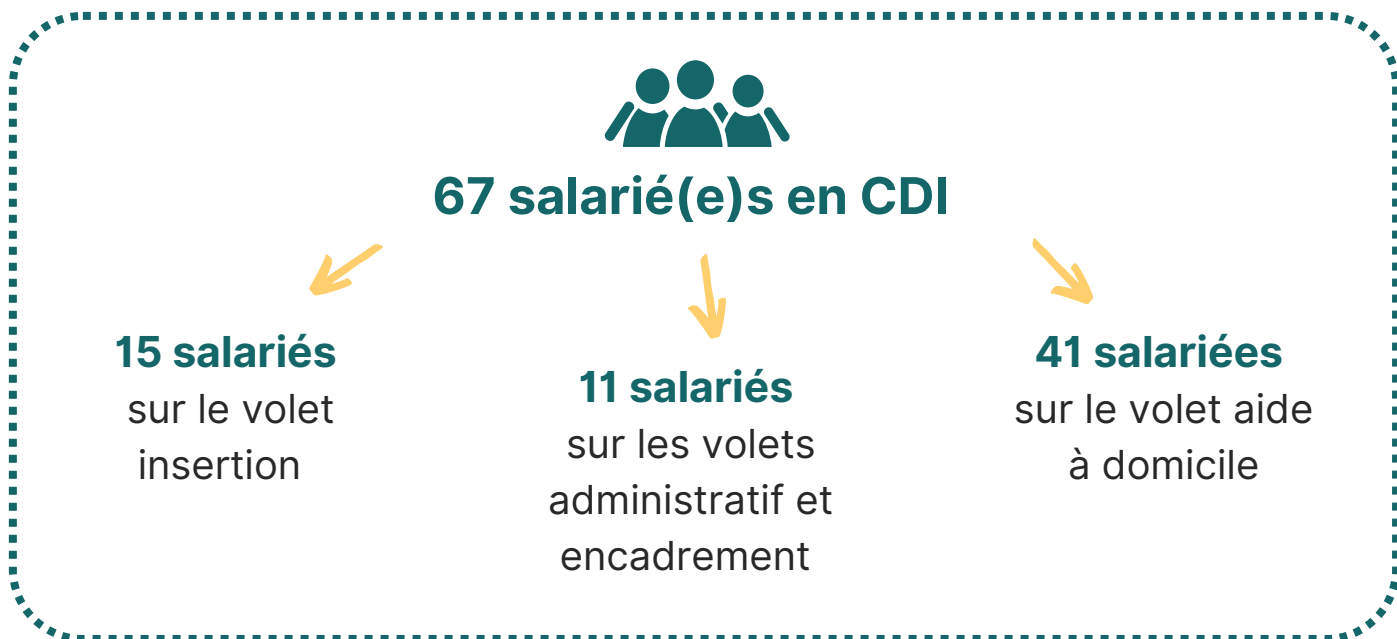 67 salarié(e)s en CDI
15 salariés
sur le volet
insertion
11 salariés
sur les volets
administratif et
encadrement
41 salariées
sur le volet aide
à domicile